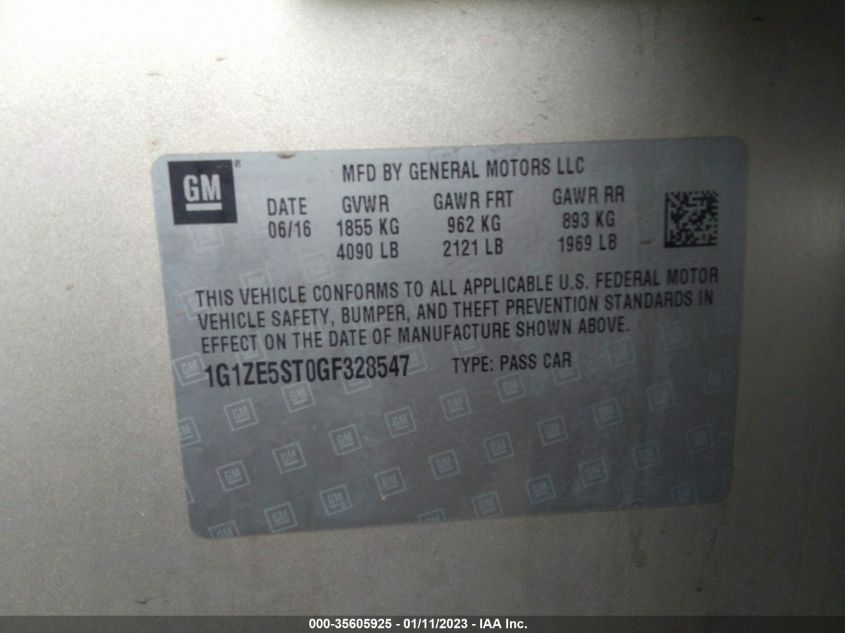 GM ®
MFD BY GENERAL MOTORS LLC
DATE GVWR GAWR FRT GAWR RR
06/16 1855 KG 962 KG 893 KG
4090 LB 2121 LB 1969 LB
THIS VEHICLE CONFORMS TO ALL APPLICABLE U.S. FEDERAL MOTOR
VEHICLE SAFETY, BUMPER, AND THEFT PREVENTION STANDARDS IN
EFFECT ON THE DATE OF MANUFACTURE SHOWN ABOVE.
1G1ZE5ST0GF328547 TYPE: PASS CAR
000-35605925 - 01/11/2023 - IAA Inc.